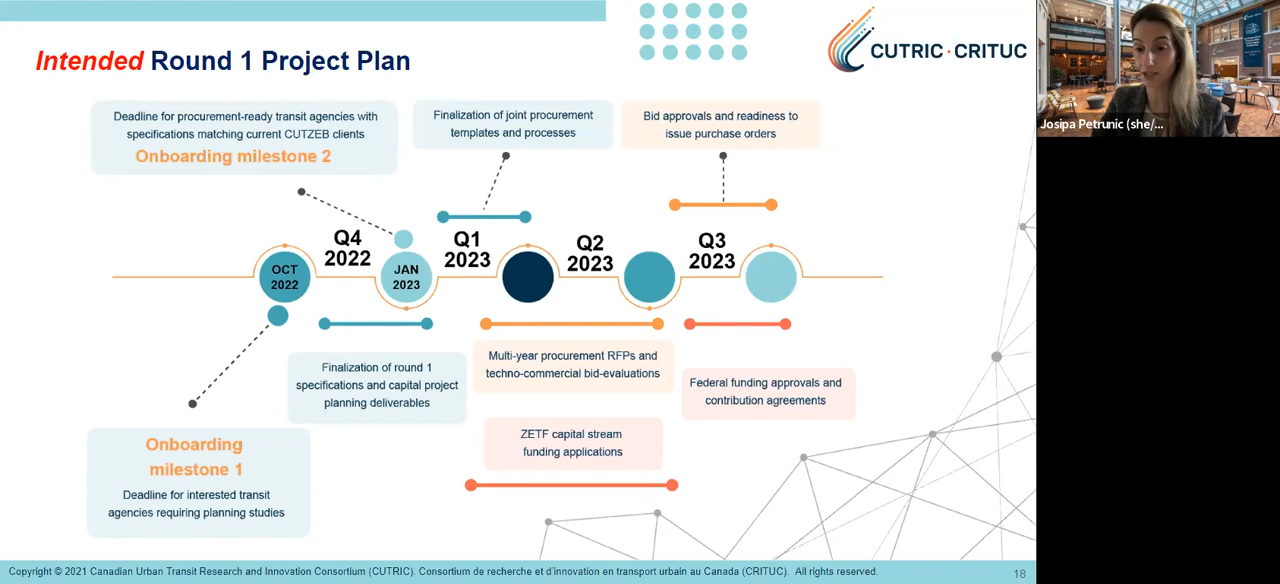 Intended Round 1 Project Plan
CUTRIC · CRITUC
Josipa Petrunic (she/...
Deadline for procurement-ready transit agencies with
specifications matching current CUTZEB clients
Onboarding milestone 2
Finalization of joint procurement
templates and processes
Bid approvals and readiness to
issue purchase orders
OCT
2022
Q4
2022
JAN
2023
Q1
2023
Q2
2023
Q3
2023
Finalization of round 1
specifications and capital project
planning deliverables
Multi-year procurement RFPs and
techno-commercial bid-evaluations
Federal funding approvals and
contribution agreements
ZETF capital stream
funding applications
Onboarding
milestone 1
Deadline for interested transit
agencies requiring planning studies
Copyright © 2021 Canadian Urban Transit Research and Innovation Consortium (CUTRIC). Consortium de recherche et d'innovation en transport urbain au Canada (CRITUC). All rights reserved.
18